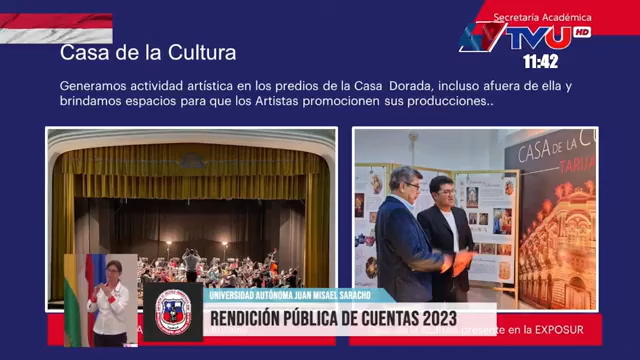 Secretaría Académica
TVU HD
11:42
Casa de la Cultura
Generamos actividad artística en los predios de la Casa Dorada, incluso afuera de ella y
brindamos espacios para que los Artistas promocionen sus producciones..
CASA DE LA CU
TARIJA
UNIVERSIDAD AUTÓNOMA JUAN MISAEL SARACHO
RENDICIÓN PÚBLICA DE CUENTAS 2023
presente en la EXPOSUR